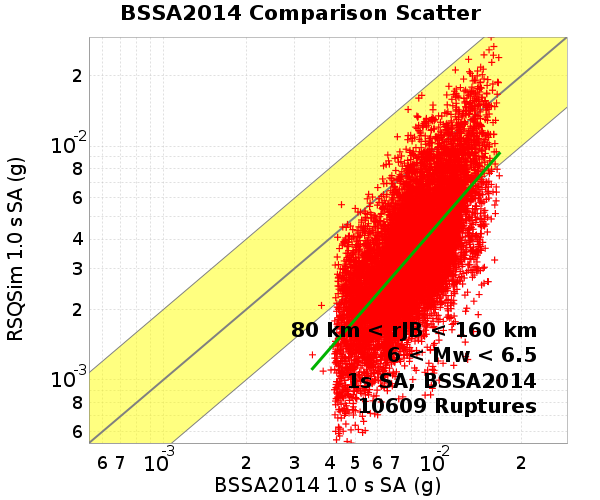 BSSA2014 Comparison Scatter
RSQSim 1.0 s SA (g)
2
10-2
8
6
4
3
2
10-3
8
6
80 km < rJB < 160 km
6 < Mw < 6.5
1s SA, BSSA2014
10609 Ruptures
6 7 10-3 2 3 4 5 6 7 10-2 2
BSSA2014 1.0 s SA (g)